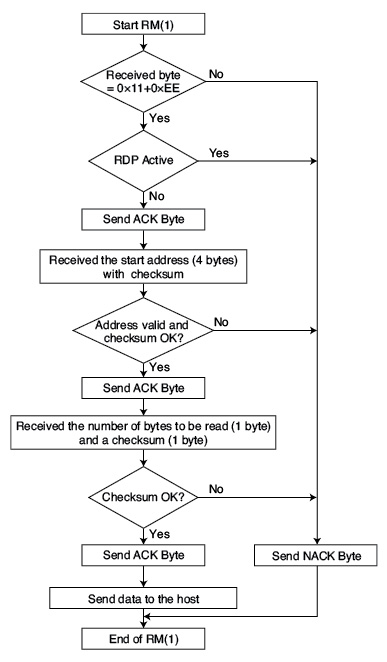 Start RM(1)
Received byte
= 0×11+0×EE
No
Yes
RDP Active
Yes
No
Send ACK Byte
Received the start address (4 bytes)
with checksum
Address valid and
checksum OK?
No
Yes
Send ACK Byte
Received the number of bytes to be read (1 byte)
and a checksum (1 byte)
Checksum OK?
No
Yes
Send ACK Byte
Send NACK Byte
Send data to the host
End of RM(1)